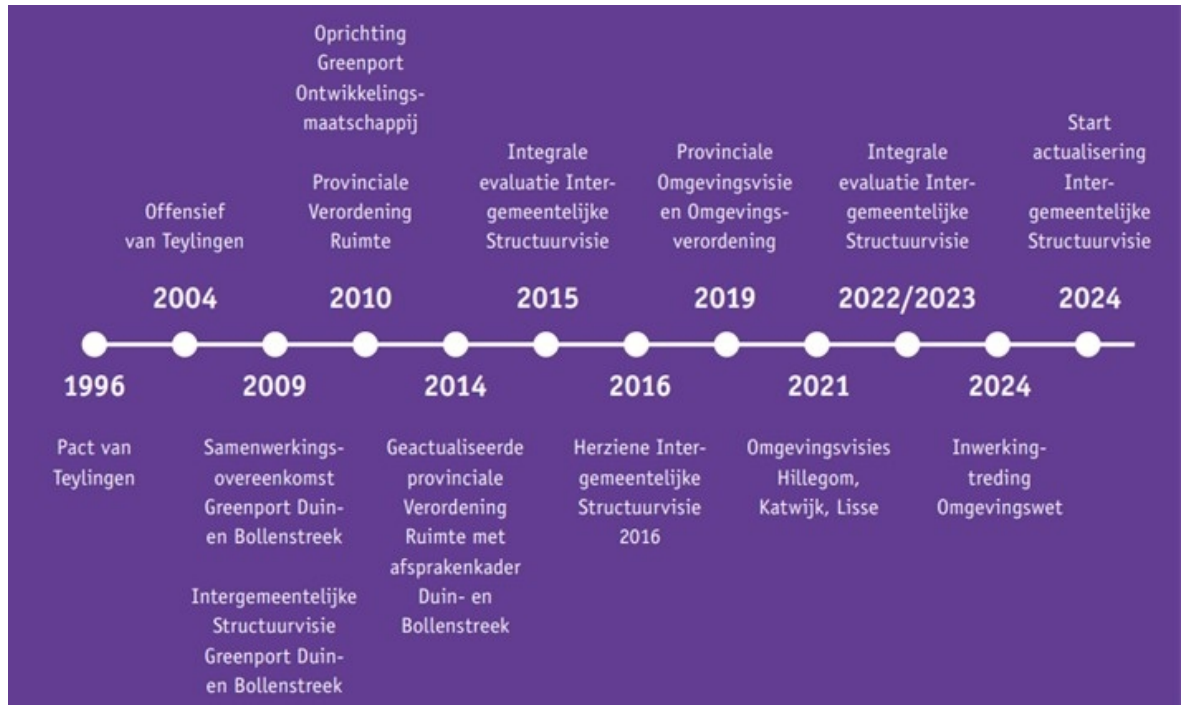 Oprichting
Greenport
Ontwikkelings-
maatschappij
Provinciale
Verordening
Ruimte
Offensief
van Teylingen
Integrale
evaluatie Inter-
gemeentelijke
Structuurvisie
Provinciale
Omgevingsvisie
en Omgevings-
verordening
Integrale
evaluatie Inter-
gemeentelijke
Structuurvisie
Start
actualisering
Inter-
gemeentelijke
Structuurvisie
2004
2010
2015
2019
2022/2023
2024
1996
2009
2014
2016
2021
2024
Pact van
Teylingen
Samenwerkings-
overeenkomst
Greenport Duin-
en Bollenstreek
Intergemeentelijke
Structuurvisie
Greenport Duin-
en Bollenstreek
Geactualiseerde
provinciale
Verordening
Ruimte met
afsprakenkader
Duin- en
Bollenstreek
Herziene Inter-
gemeentelijke
Structuurvisie
2016
Omgevingsvisies
Hillegom,
Katwijk, Lisse
Inwerking-
treding
Omgevingswet